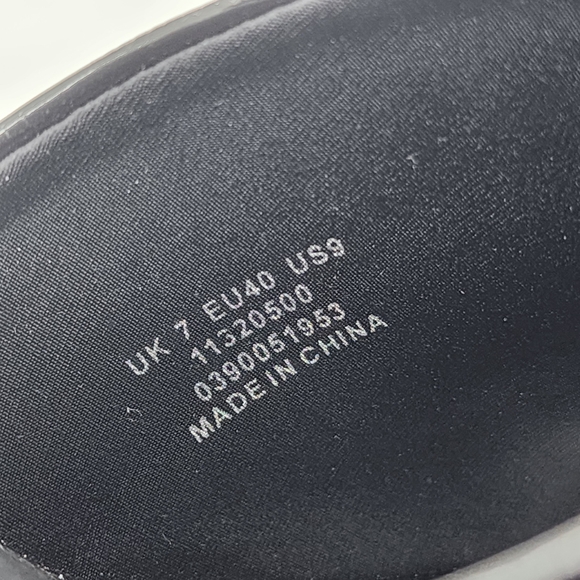 UK 7 EU40 US9
11320500
0390051953
MADE IN CHINA